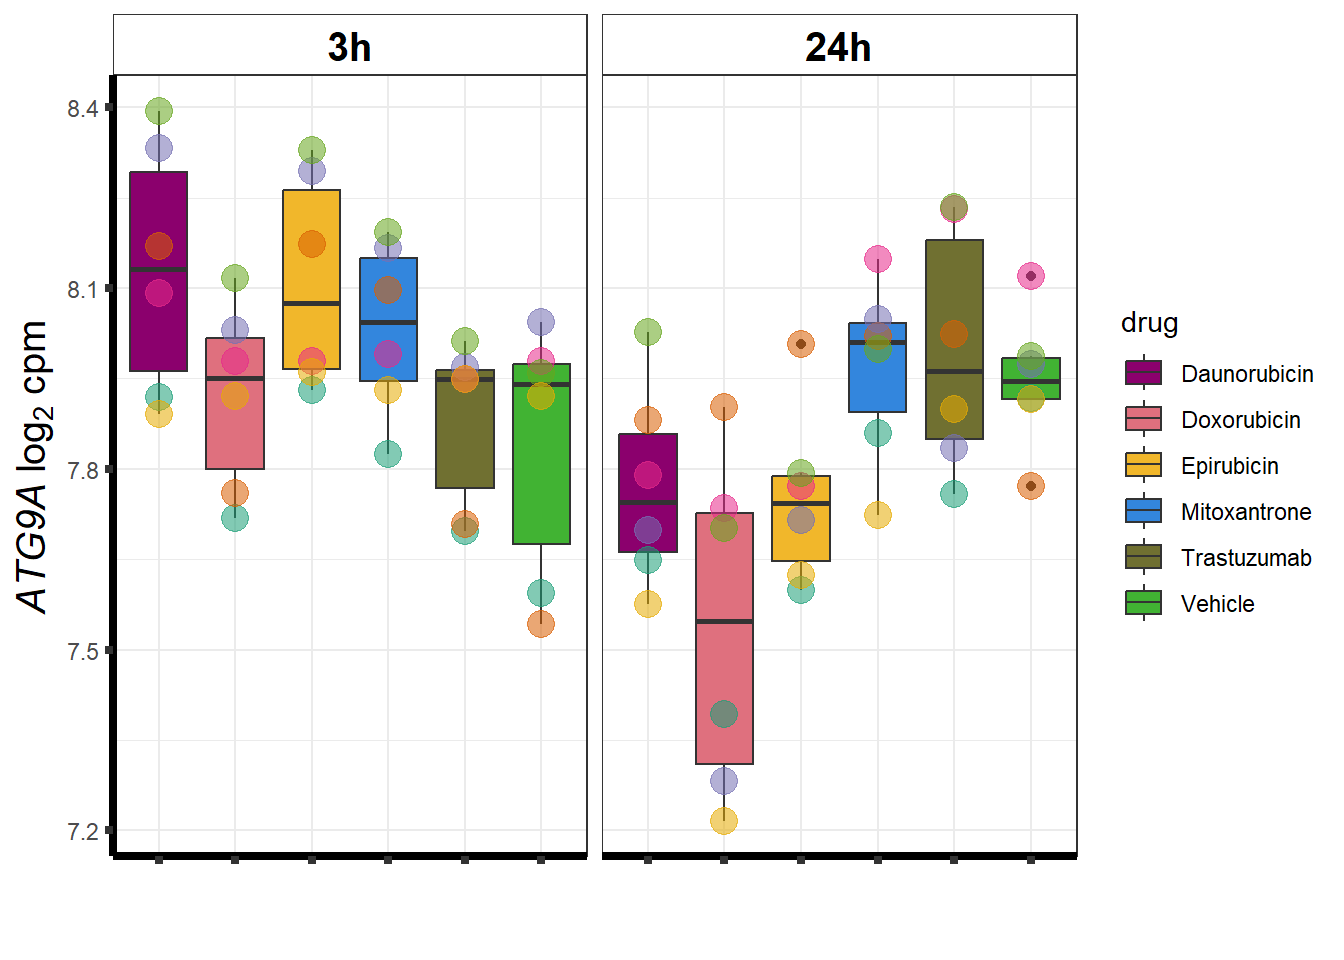 3h
24h
8.4
8.1
7.8
7.5
7.2
ATG9A log₂ cpm
drug
Daunorubicin
Doxorubicin
Epirubicin
Mitoxantrone
Trastuzumab
Vehicle